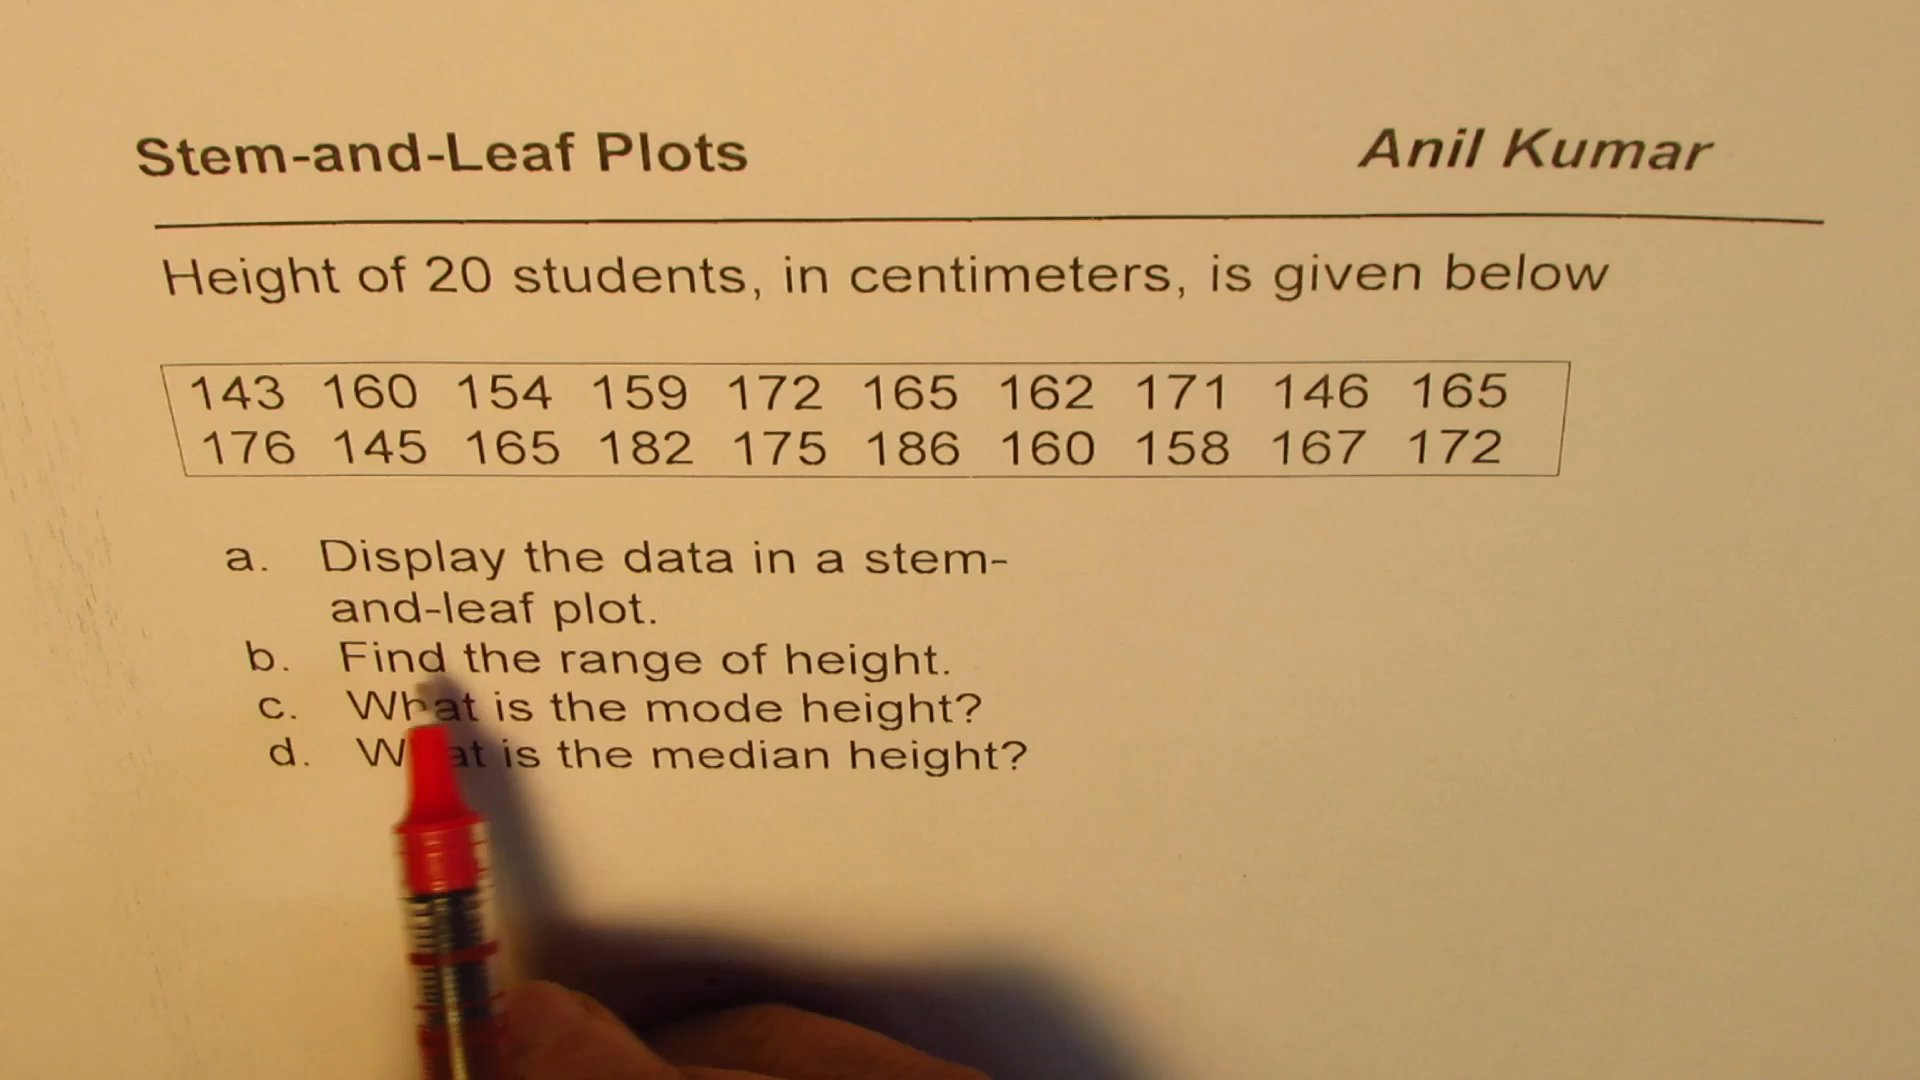 Stem-and-Leaf Plots Anil Kumar
Height of 20 students, in centimeters, is given below
143 160 154 159 172 165 162 171 146 165
176 145 165 182 175 186 160 158 167 172
a. Display the data in a stem-
and-leaf plot.
b. Find the range of height.
c. What is the mode height?
d. What is the median height?